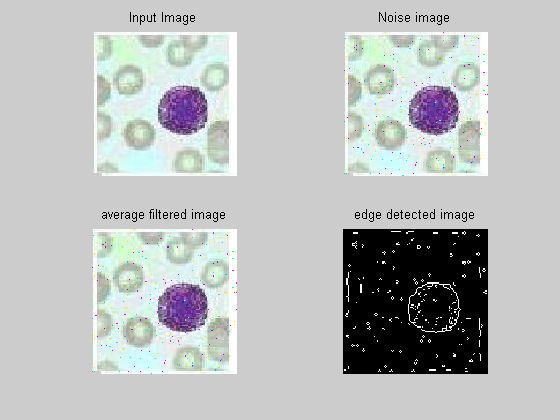 Input Image
Noise image
average filtered image
edge detected image